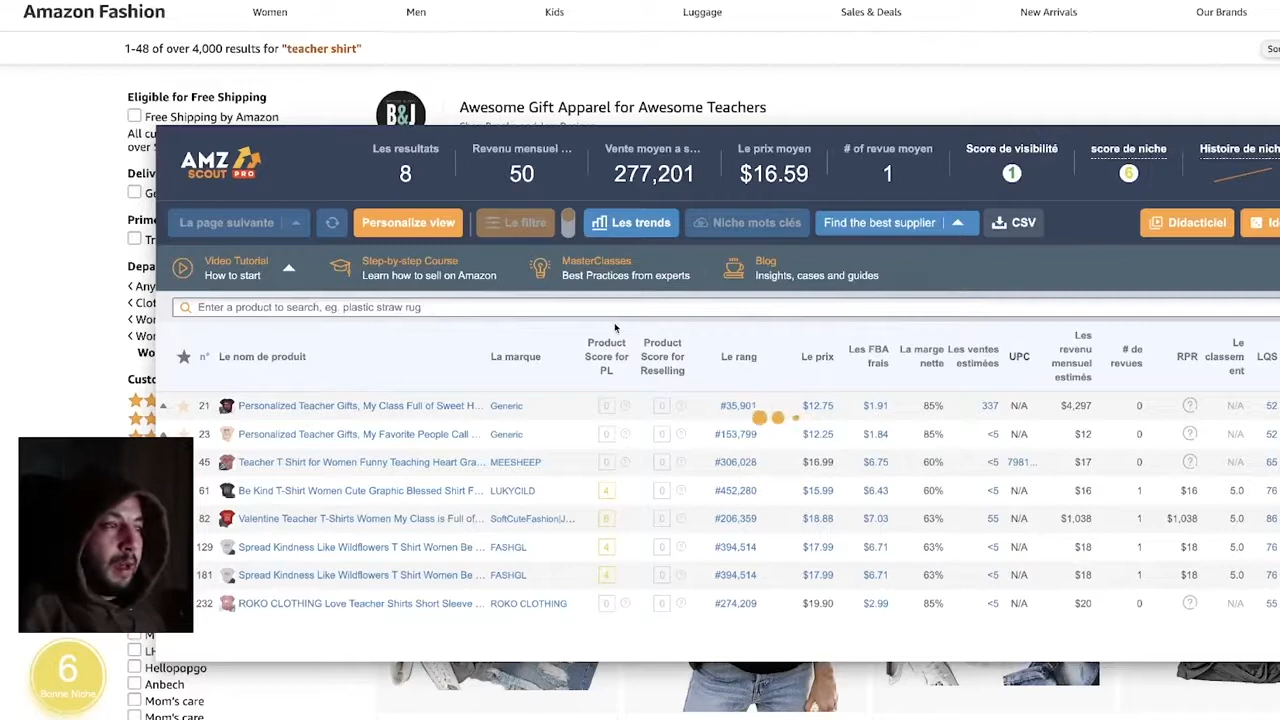 Amazon Fashion Women Men Kids Luggage Sales & Deals New Arrivals Our Brands
1-48 of over 4,000 results for "teacher shirt"
Eligible for Free Shipping
Free Shipping by Amazon
B&J
Awesome Gift Apparel for Awesome Teachers
AMZ SCOUT PRO
Les resultats
8
Revenu mensuel ...
50
Vente moyen a s...
277,201
Le prix moyen
$16.59
# of revue moyen
1
Score de visibilité
1
score de niche
6
Histoire de nich
La page suivante
Personalize view
Le filtre
Les trends
Niche mots clés
Find the best supplier
CSV
Didacticiel
Video Tutorial
How to start
Step-by-step Course
Learn how to sell on Amazon
MasterClasses
Best Practices from experts
Blog
Insights, cases and guides
Enter a product to search, eg. plastic straw rug
n° Le nom de produit La marque Product Score for PL Product Score for Reselling Le rang Le prix Les FBA frais La marge nette Les ventes estimées UPC Les revenu mensuel estimés # de revues RPR Le classem ent LQS
21 Personalized Teacher Gifts, My Class Full of Sweet H... Generic 0 0 #35,901 $12.75 $1.91 85% 337 N/A $4,297 0 N/A 52
23 Personalized Teacher Gifts, My Favorite People Call ... Generic 0 0 #153,799 $12.25 $1.84 85% <5 N/A $12 0 N/A 52
45 Teacher T Shirt for Women Funny Teaching Heart Gra... MEESHEEP 0 0 #306,028 $16.99 $6.75 60% <5 7981... $17 0 N/A 65
61 Be Kind T-Shirt Women Cute Graphic Blessed Shirt F... LUKYCILD 4 0 #452,280 $15.99 $6.43 60% <5 N/A $16 1 $16 5.0 76
82 Valentine Teacher T-Shirts Women My Class is Full of... SoftCuteFashion|J... 6 0 #206,359 $18.88 $7.03 63% 55 N/A $1,038 1 $1,038 5.0 86
129 Spread Kindness Like Wildflowers T Shirt Women Be ... FASHGL 4 0 #394,514 $17.99 $6.71 63% <5 N/A $18 1 $18 5.0 76
181 Spread Kindness Like Wildflowers T Shirt Women Be ... FASHGL 4 0 #394,514 $17.99 $6.71 63% <5 N/A $18 1 $18 5.0 76
232 ROKO CLOTHING Love Teacher Shirts Short Sleeve ... ROKO CLOTHING 0 0 #274,209 $19.90 $2.99 85% <5 N/A $20 0 N/A 55
6
Bonne Niche
Hellopopgo
Anbech
Mom's care
Mom's care